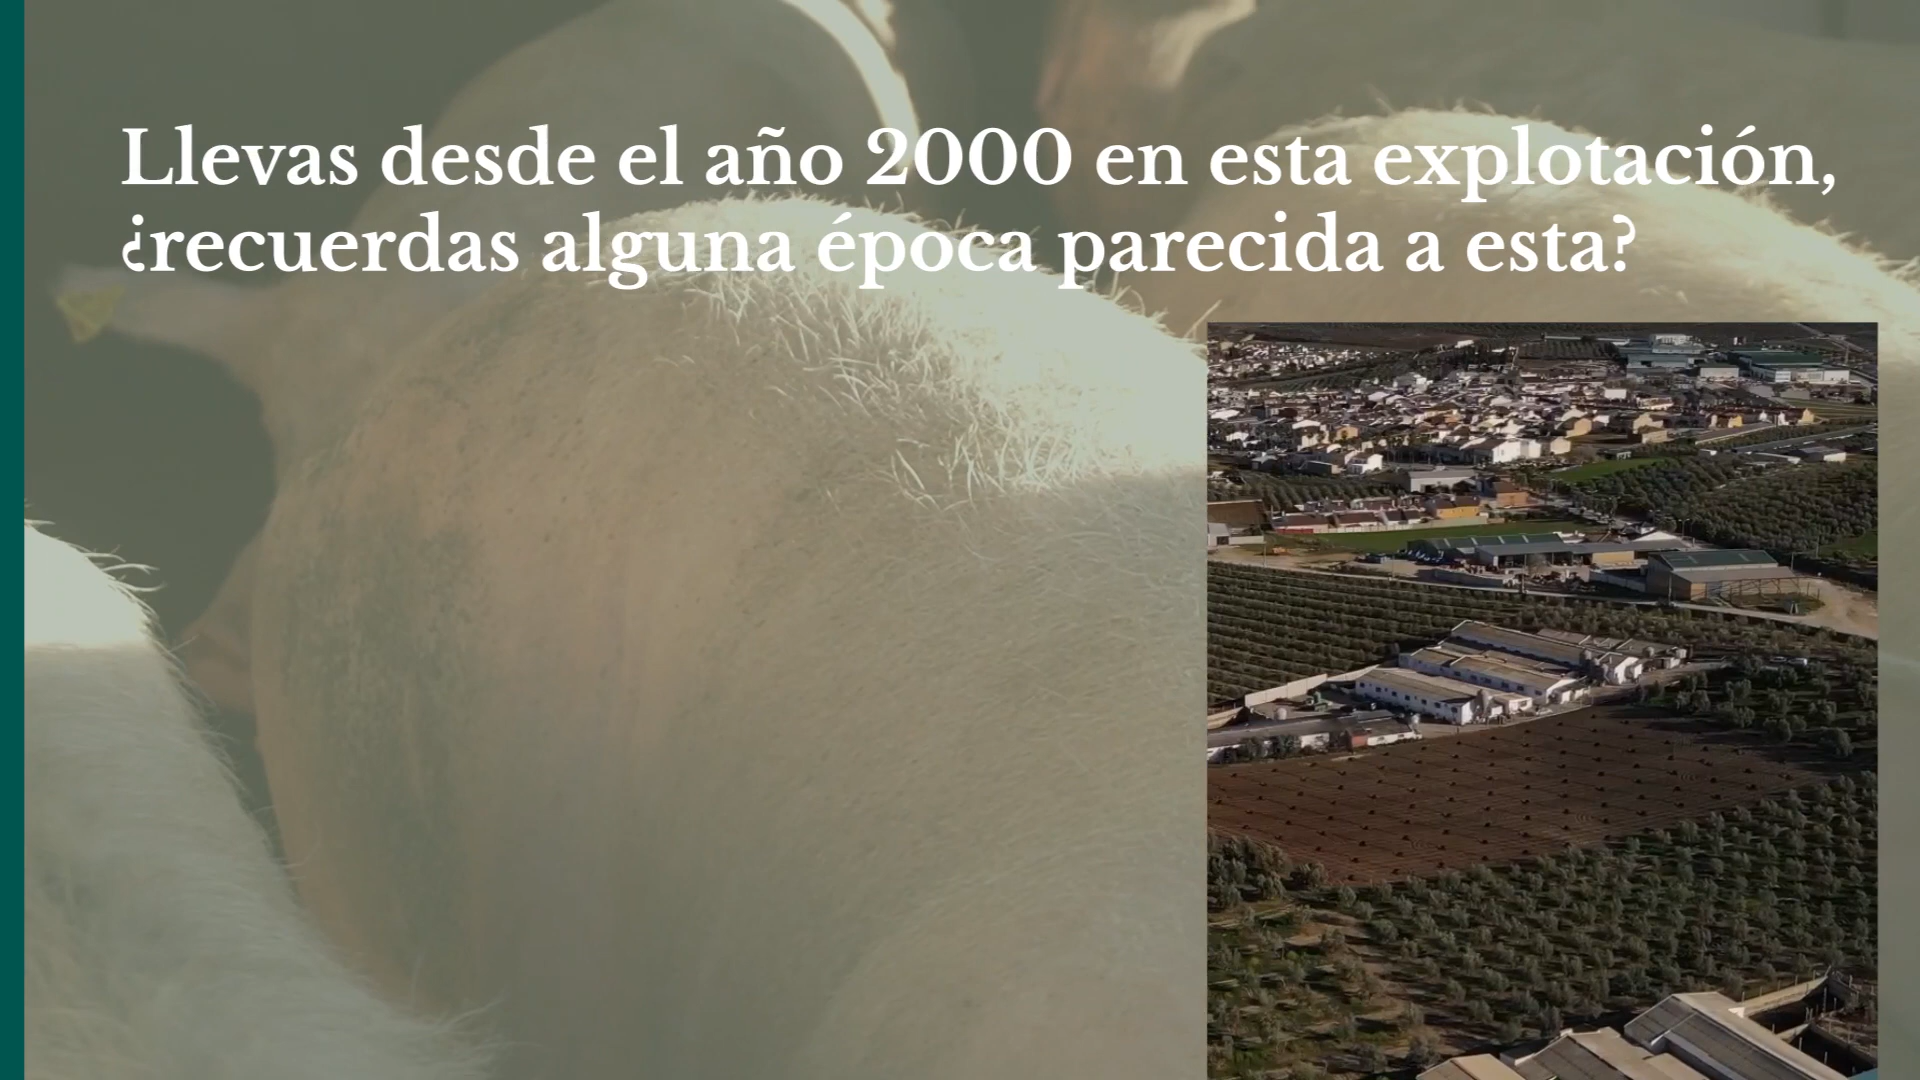 Llevas desde el año 2000 en esta explotación,
¿recuerdas alguna época parecida a esta?